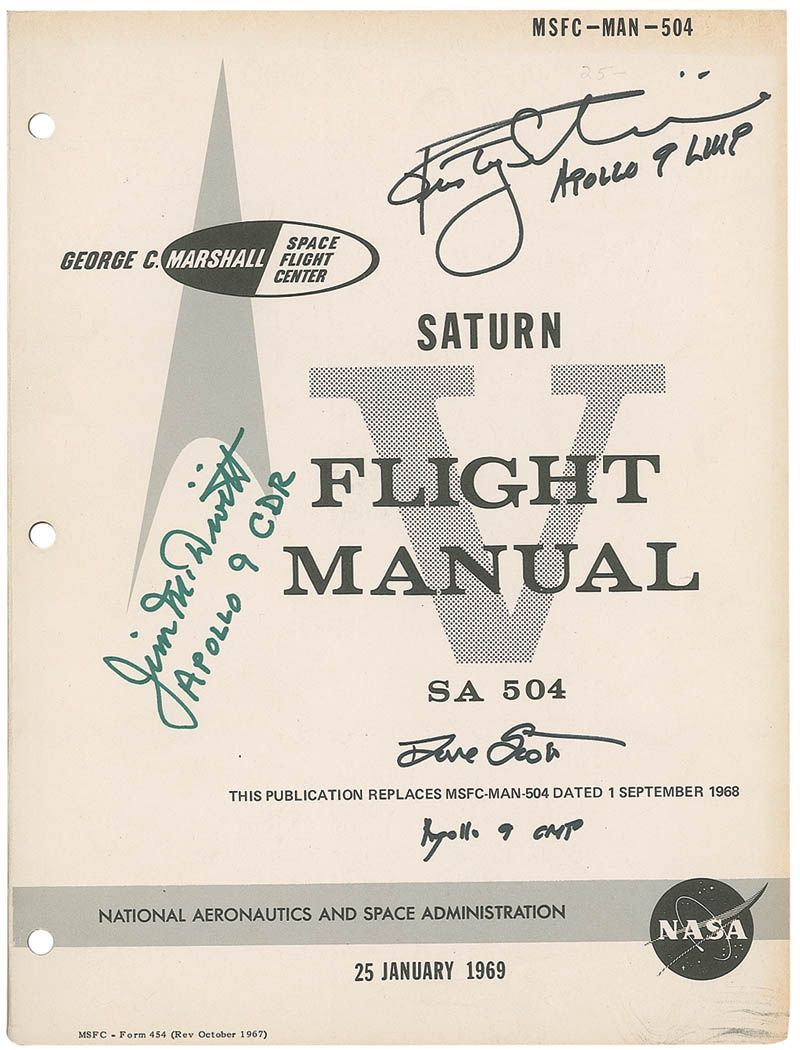 MSFC-MAN-504
25-
Rusty Schweickart
APOLLO 9 LMP
GEORGE C. MARSHALL SPACE FLIGHT CENTER
SATURN
V
FLIGHT
MANUAL
Jim McDivitt
APOLLO 9 CDR
SA 504
Dave Scott
THIS PUBLICATION REPLACES MSFC-MAN-504 DATED 1 SEPTEMBER 1968
Apollo 9 CMP
NATIONAL AERONAUTICS AND SPACE ADMINISTRATION
NASA
25 JANUARY 1969
MSFC - Form 454 (Rev October 1967)